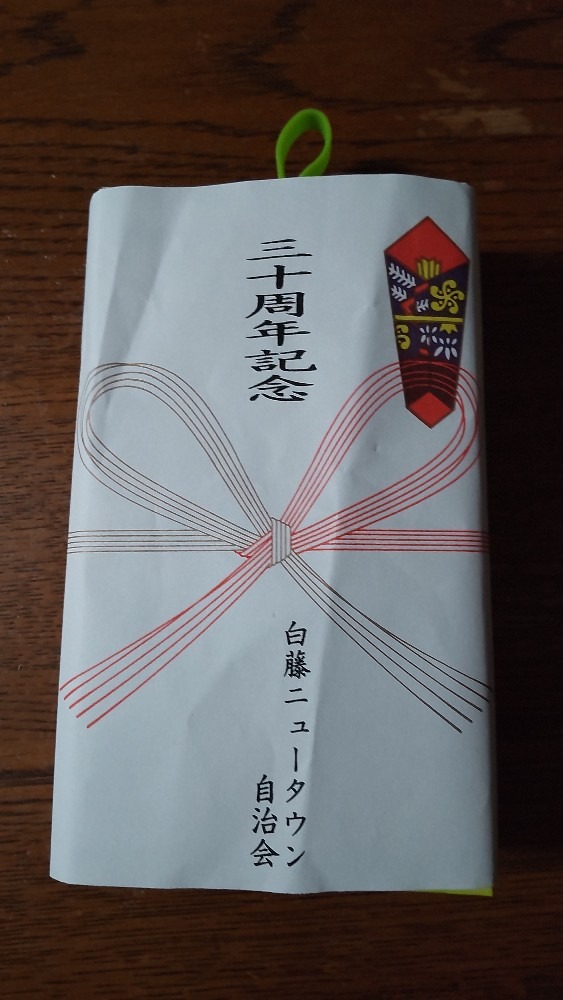 三十周年記念
白藤ニュータウン
自治会